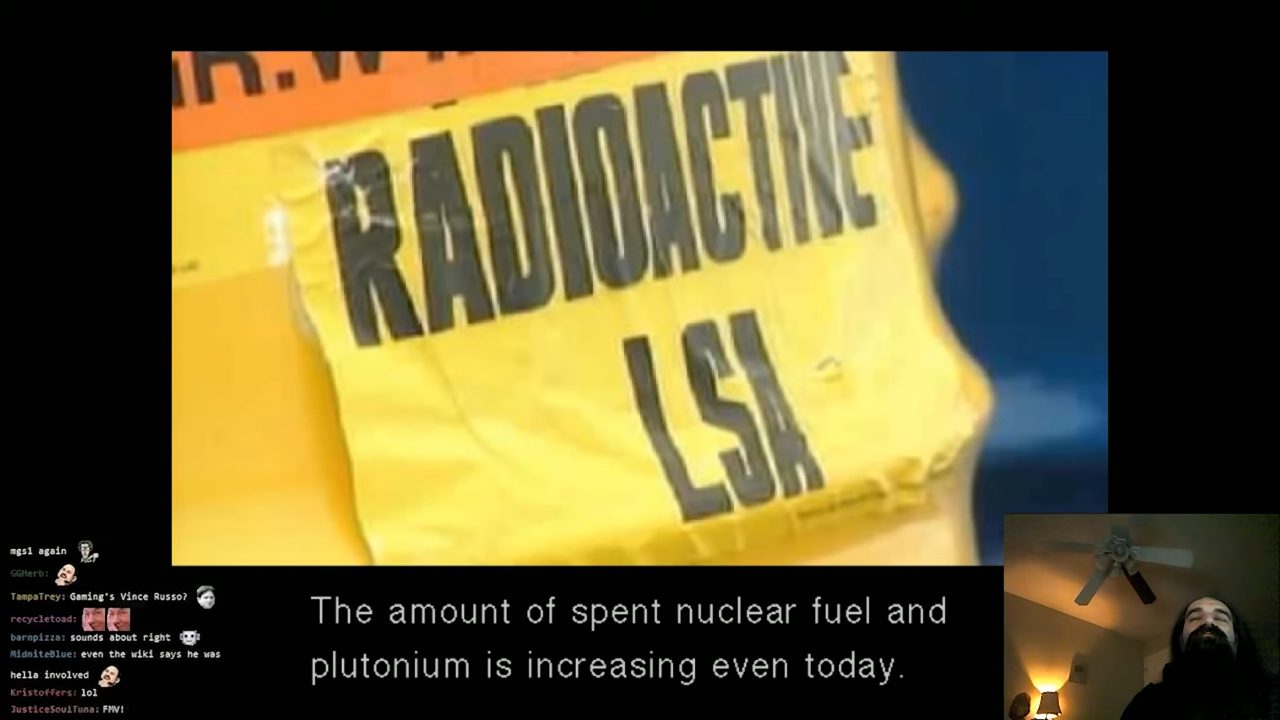 RADIOACTIVE
LSA
The amount of spent nuclear fuel and
plutonium is increasing even today.
mgs1 again
GGHerb:
TampaTrey: Gaming's Vince Russo?
recycletoad:
barnpizza: sounds about right
MidniteBlue: even the wiki says he was
hella involved
Kristoffers: lol
JusticeSoulTuna: FMV!